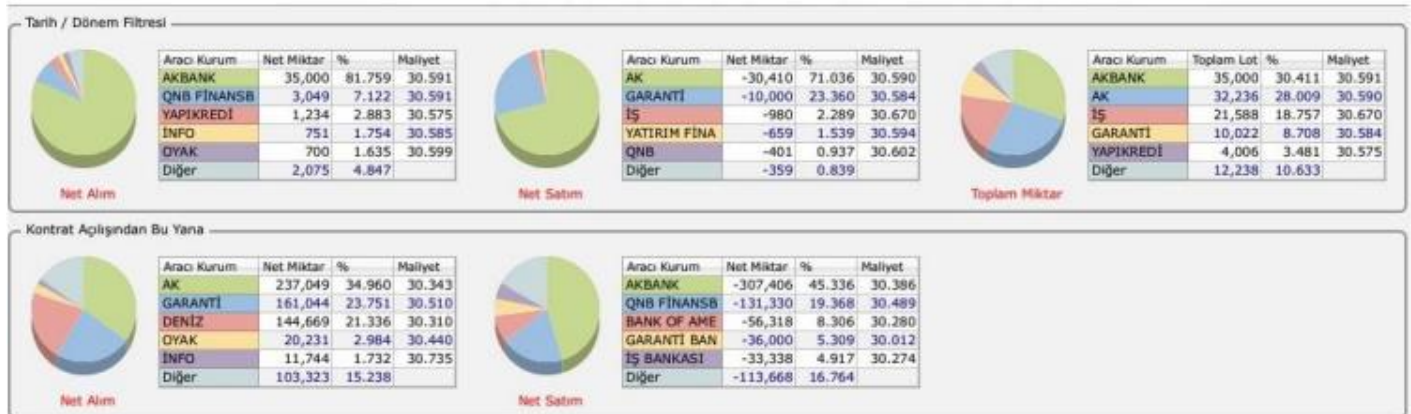 Tarih / Dönem Filtresi
Aracı Kurum Net Miktar % Maliyet
AKBANK 35,000 81.759 30.591
QNB FİNANSB 3,049 7.122 30.591
YAPIKREDİ 1,234 2.883 30.575
İNFO 751 1.754 30.585
OYAK 700 1.635 30.599
Diğer 2,075 4.847
Net Alım
Aracı Kurum Net Miktar % Maliyet
AK -30,410 71.036 30.590
GARANTİ -10,000 23.360 30.584
İŞ -980 2.289 30.670
YATIRIM FİNA -659 1.539 30.594
QNB -401 0.937 30.602
Diğer -359 0.839
Net Satım
Aracı Kurum Toplam Lot % Maliyet
AKBANK 35,000 30.411 30.591
AK 32,236 28.009 30.590
İŞ 21,588 18.757 30.670
GARANTİ 10,022 8.708 30.584
YAPIKREDİ 4,006 3.481 30.575
Diğer 12,238 10.633
Toplam Miktar
Kontrat Açılışından Bu Yana
Aracı Kurum Net Miktar % Maliyet
AK 237,049 34.960 30.343
GARANTİ 161,044 23.751 30.510
DENİZ 144,669 21.336 30.310
OYAK 20,231 2.984 30.440
İNFO 11,744 1.732 30.735
Diğer 103,323 15.238
Net Alım
Aracı Kurum Net Miktar % Maliyet
AKBANK -307,406 45.336 30.386
QNB FİNANSB -131,330 19.368 30.489
BANK OF AME -56,318 8.306 30.280
GARANTİ BAN -36,000 5.309 30.012
İŞ BANKASI -33,338 4.917 30.274
Diğer -113,668 16.764
Net Satım